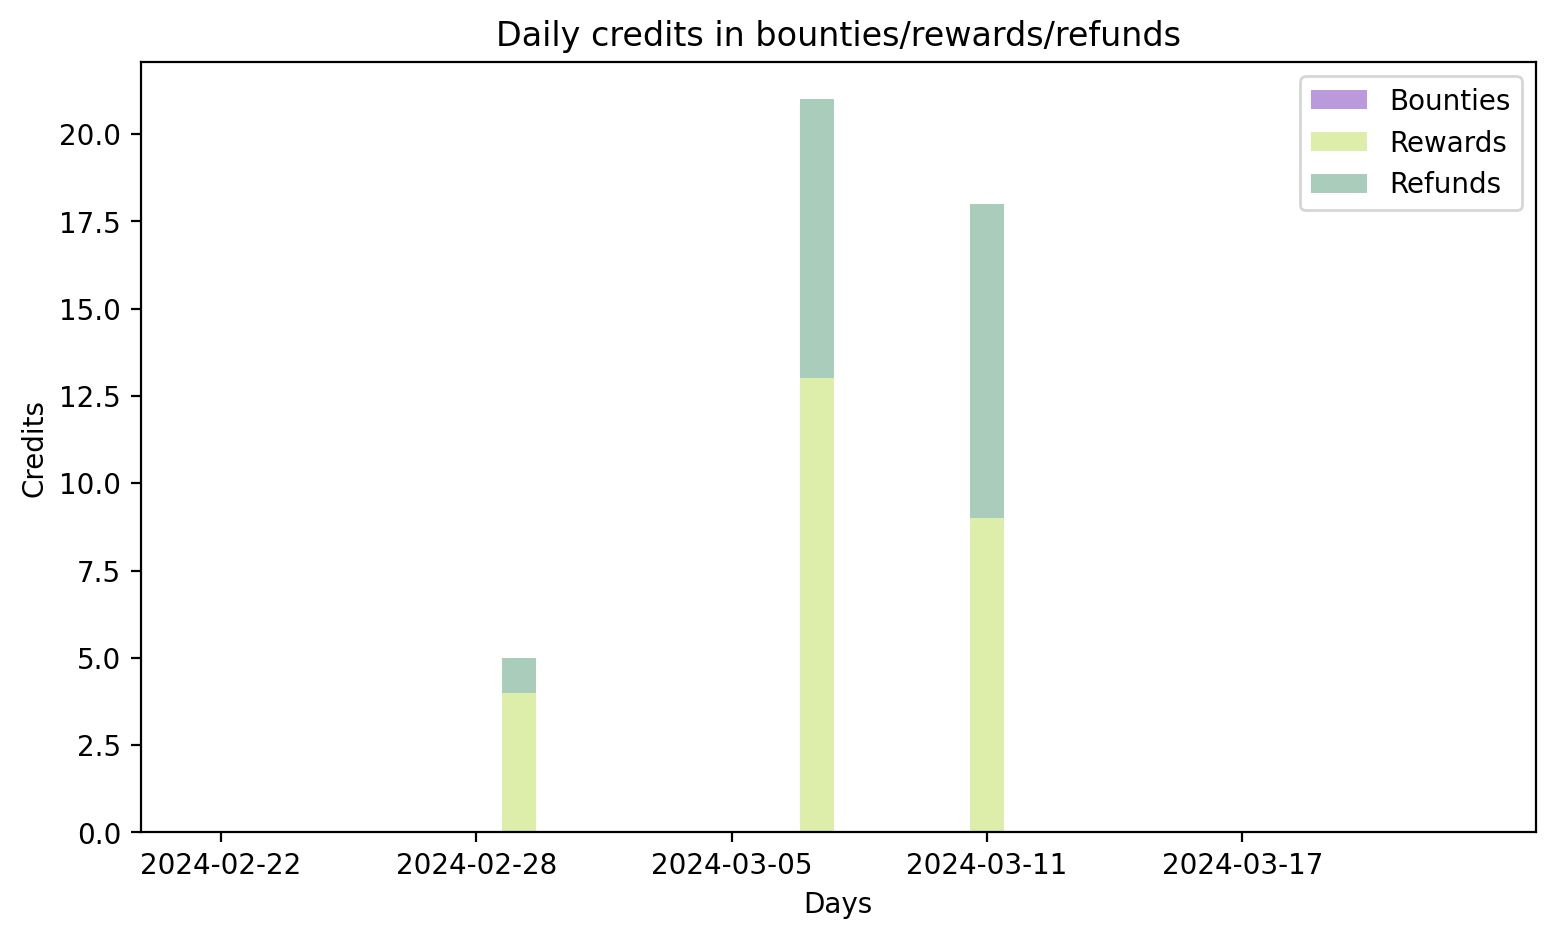 Daily credits in bounties/rewards/refunds
Bounties
Rewards
Refunds
Credits
20.0
17.5
15.0
12.5
10.0
7.5
5.0
2.5
0.0
2024-02-22 2024-02-28 2024-03-05 2024-03-11 2024-03-17
Days